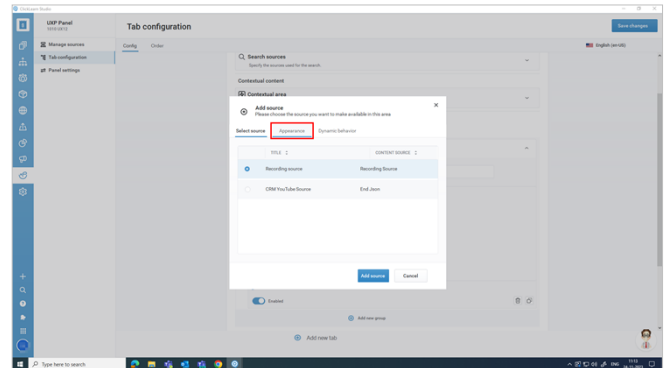 UXP Panel
Tab configuration
Save changes
Manage sources
Tab configuration
Panel settings
Config
Order
English (en-US)
Search sources
Specify the sources used for the search.
Contextual content
Contextual area
Add source
Please choose the source you want to make available in this area
Select source
Appearance
Dynamic Behavior
TITLE
CONTENT SOURCE
Recording source
Recording Source
CRM YouTube Source
End Json
Add source
Cancel
Enabled
Add new group
Add new tab
Type here to search
ENG
11:13